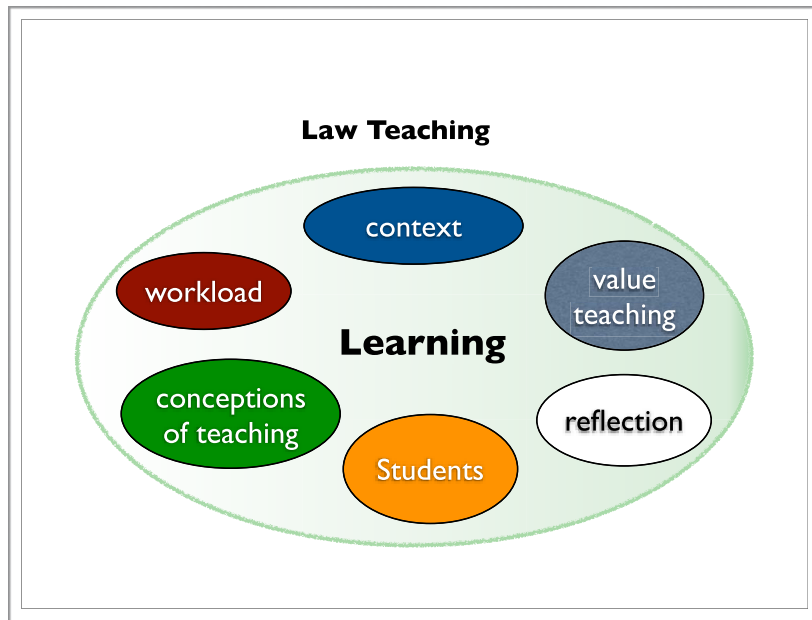 Law Teaching
context
workload
value
teaching
Learning
conceptions
of teaching
reflection
Students